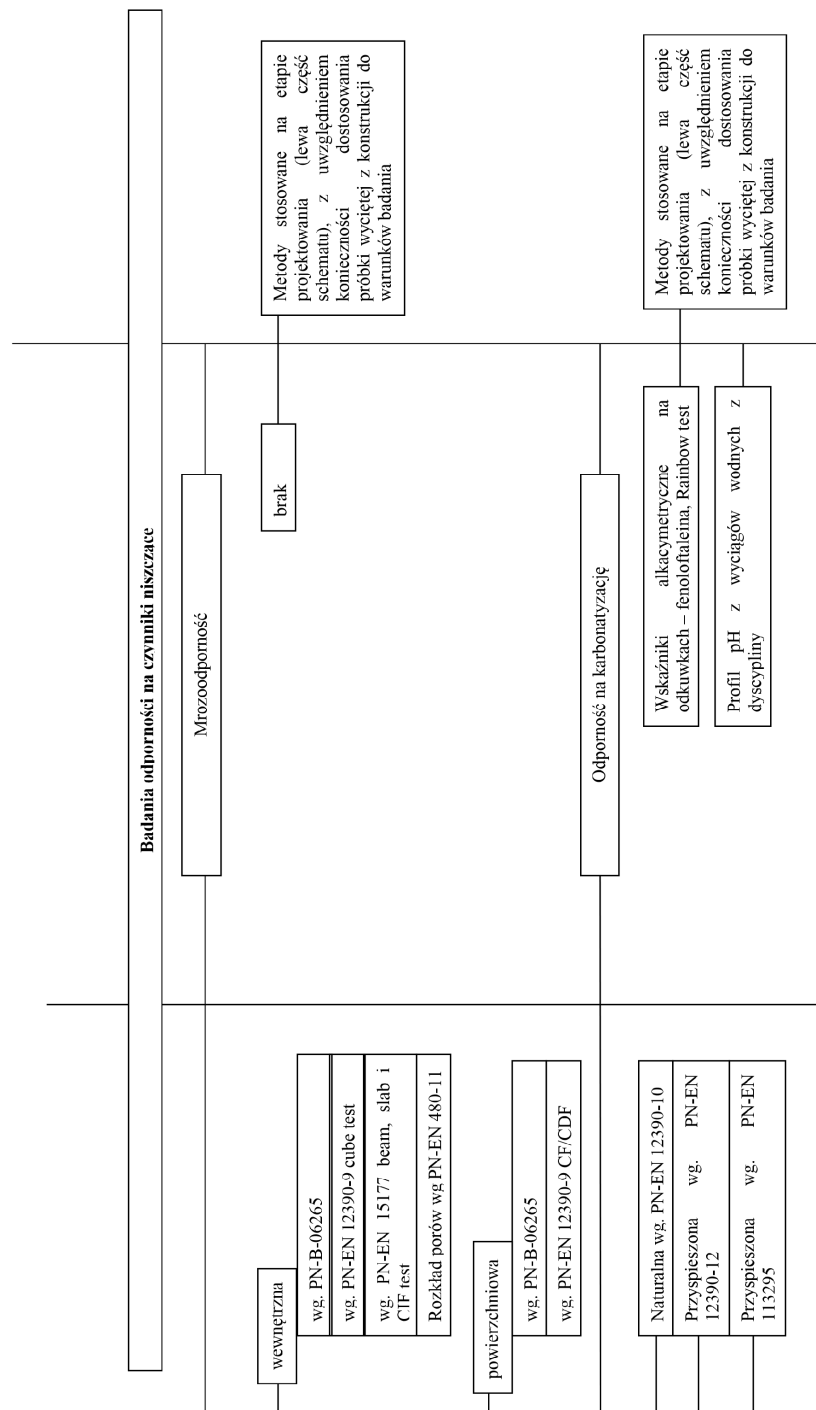 Badania odporności na czynniki niszczące
Mrozoodporność
wewnętrzna
wg. PN-B-06265
wg. PN-EN 12390-9 cube test
wg. PN-EN 15177 beam, slab i
CIF test
Rozkład porów wg PN-EN 480-11
powierzchniowa
wg. PN-B-06265
wg. PN-EN 12390-9 CF/CDF
brak
Metody stosowane na etapie
projektowania (lewa część
schematu), z uwzględnieniem
konieczności dostosowania
próbki wyciętej z konstrukcji do
warunków badania
Odporność na karbonatyzację
Naturalna wg. PN-EN 12390-10
Przyspieszona wg. PN-EN
12390-12
Przyspieszona wg. PN-EN
113295
Wskaźniki alkacymetryczne na
odkuwkach – fenoloftaleina, Rainbow test
Profil pH z wyciągów wodnych z
dyscypliny
Metody stosowane na etapie
projektowania (lewa część
schematu), z uwzględnieniem
konieczności dostosowania
próbki wyciętej z konstrukcji do
warunków badania